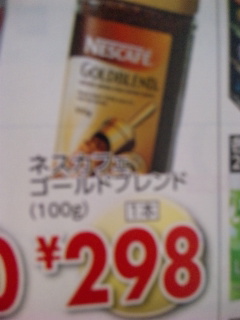 NESCAFÉ
GOLDBLEND
ネスカフェ
ゴールドブレンド
(100g) 1本
¥298